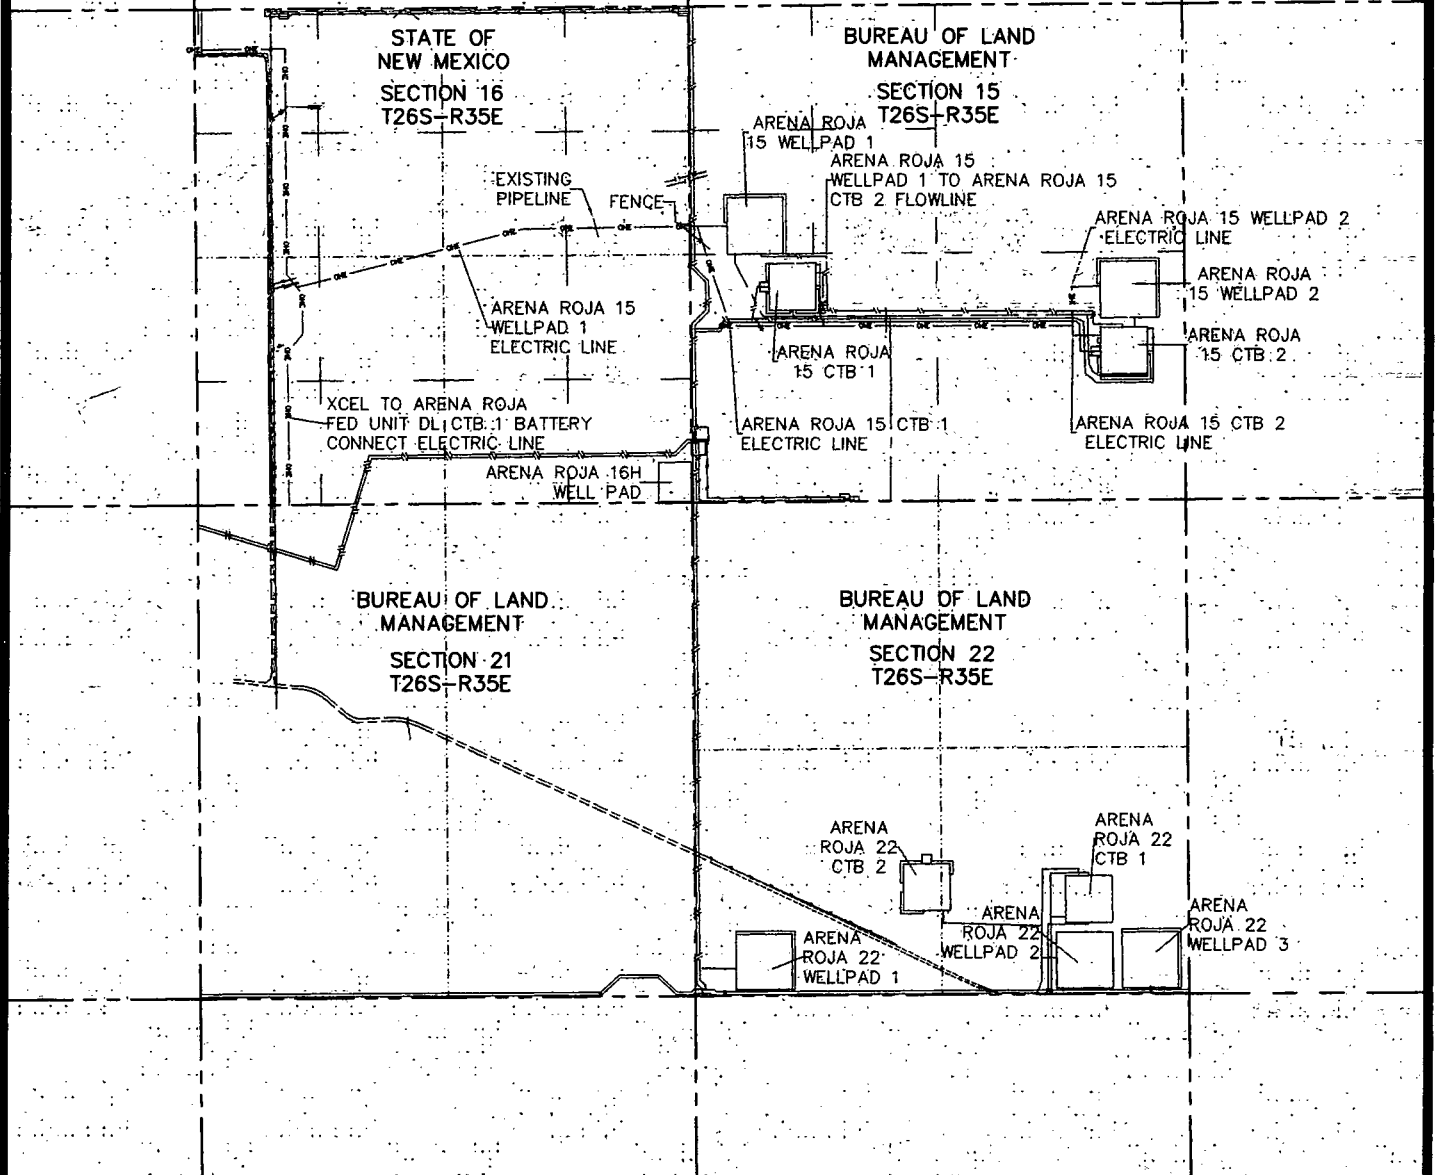 STATE OF
NEW MEXICO
SECTION 16
T26S-R35E
BUREAU OF LAND
MANAGEMENT
SECTION 15
T26S-R35E
ARENA ROJA
15 WELLPAD 1
ARENA ROJA 15
WELLPAD 1 TO ARENA ROJA 15
CTB 2 FLOWLINE
EXISTING
PIPELINE
FENCE
ARENA ROJA 15 WELLPAD 2
ELECTRIC LINE
ARENA ROJA
15 WELLPAD 2
ARENA ROJA 15
WELLPAD 1
ELECTRIC LINE
ARENA ROJA
15 CTB 1
ARENA ROJA
15 CTB 2
XCEL TO ARENA ROJA
FED UNIT DL CTB 1 BATTERY
CONNECT ELECTRIC LINE
ARENA ROJA 15 CTB 1
ELECTRIC LINE
ARENA ROJA 15 CTB 2
ELECTRIC LINE
ARENA ROJA 16H
WELL PAD
BUREAU OF LAND
MANAGEMENT
SECTION 21
T26S-R35E
BUREAU OF LAND
MANAGEMENT
SECTION 22
T26S-R35E
ARENA
ROJA 22
CTB 2
ARENA
ROJA 22
CTB 1
ARENA
ROJA 22
WELLPAD 1
ARENA
ROJA 22
WELLPAD 2
ARENA
ROJA 22
WELLPAD 3